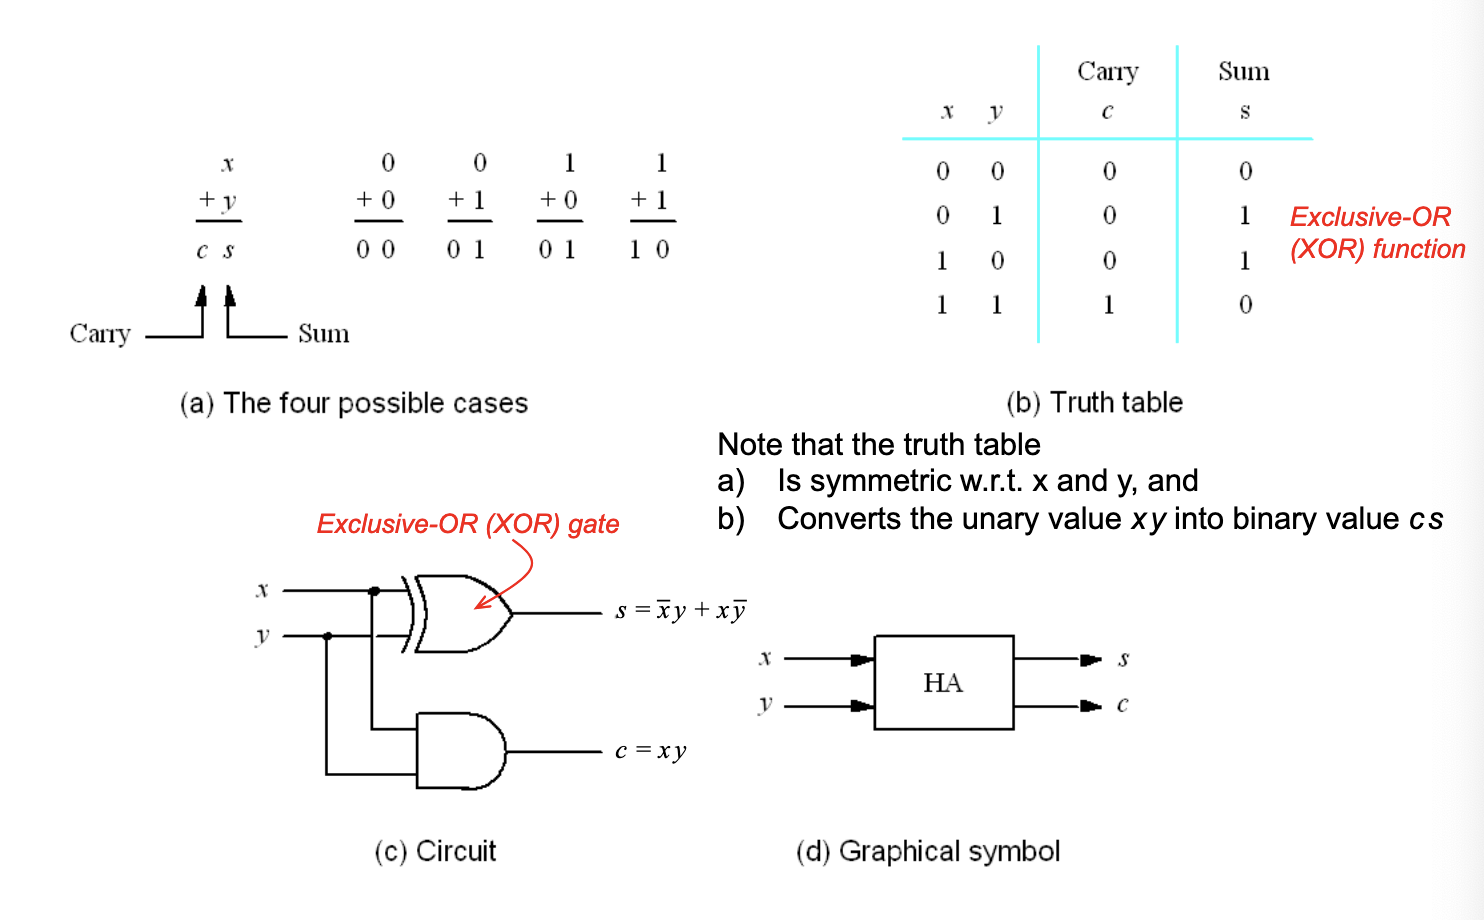 x 0 0 1 1
+ y + 0 + 1 + 0 + 1
c s 0 0 0 1 0 1 1 0
Carry Sum
(a) The four possible cases
Carry Sum
x y c s
0 0 0 0
0 1 0 1
1 0 0 1
1 1 1 0
Exclusive-OR
(XOR) function
(b) Truth table
Note that the truth table
a) Is symmetric w.r.t. x and y, and
b) Converts the unary value x y into binary value c s
Exclusive-OR (XOR) gate
x
y
s = x̅y + xy̅
c = xy
(c) Circuit
x
y
HA
s
c
(d) Graphical symbol